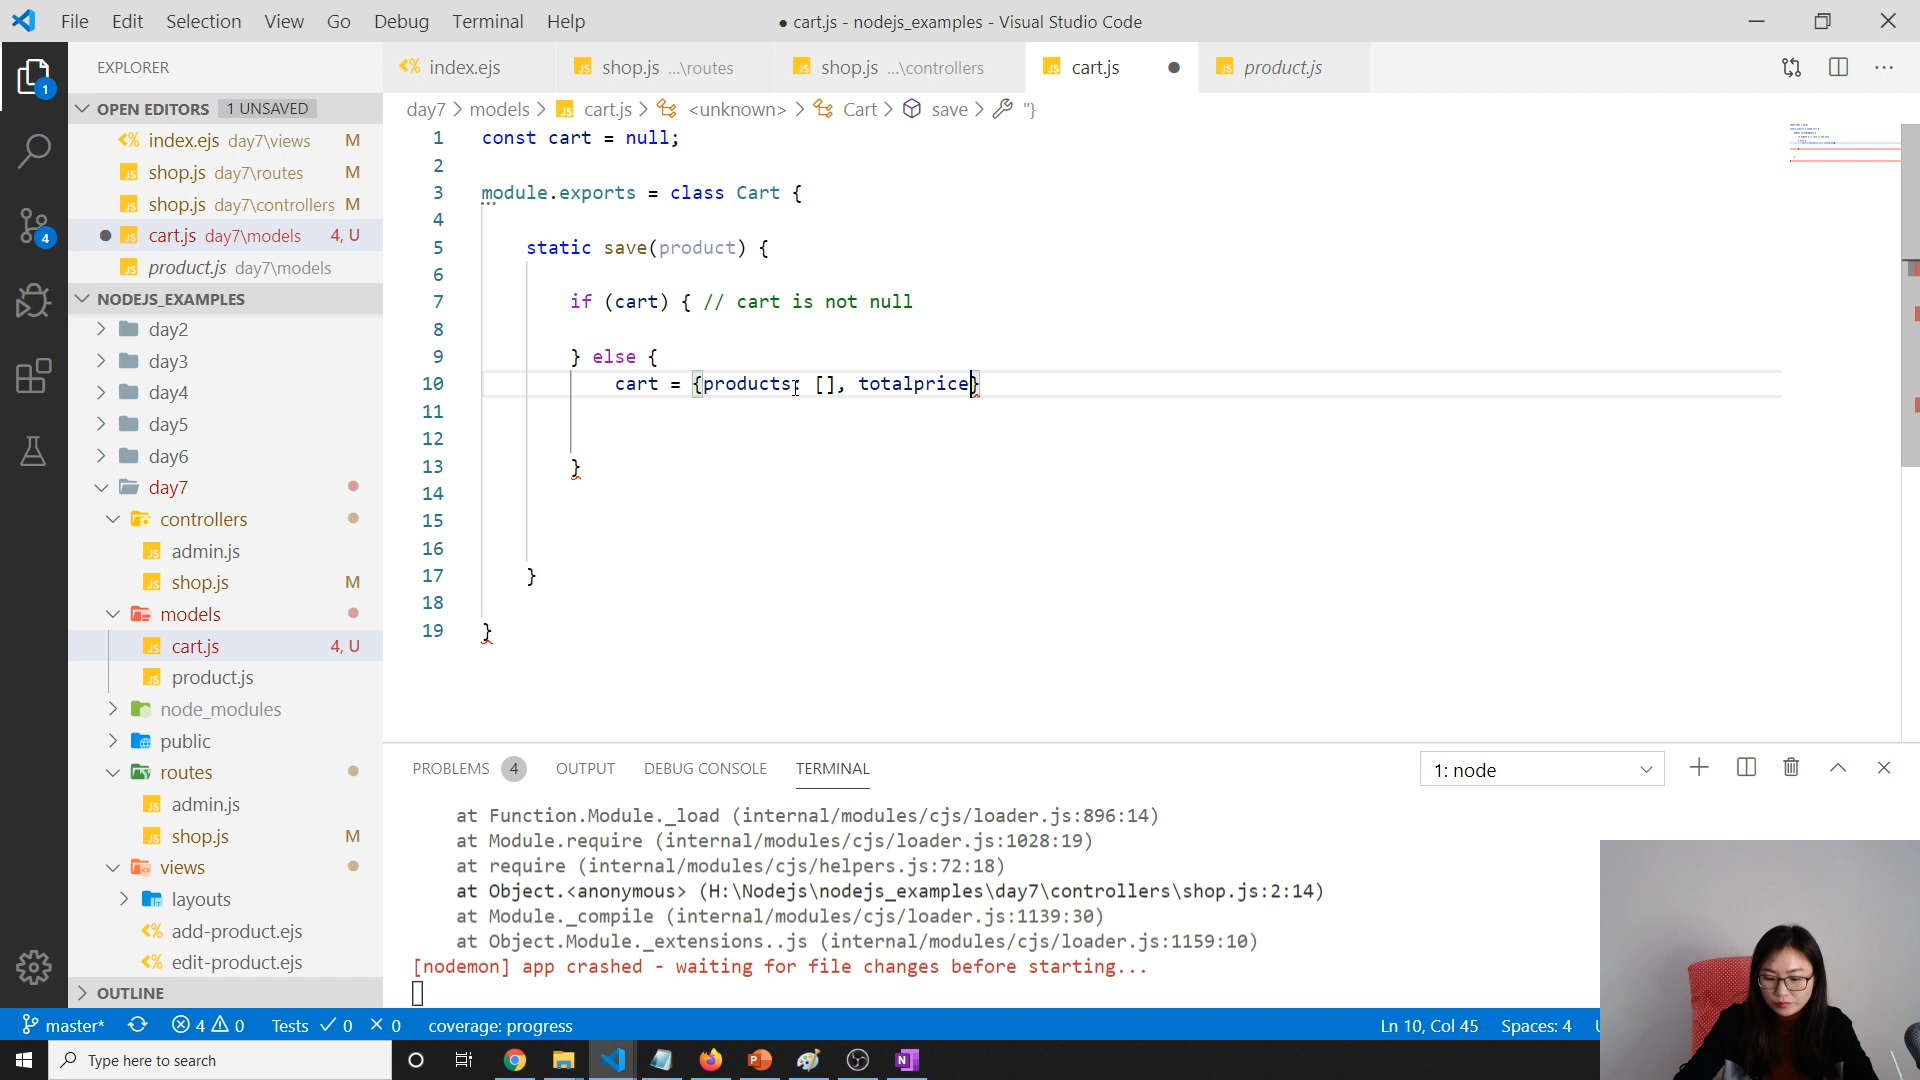 File Edit Selection View Go Debug Terminal Help
● cart.js - nodejs_examples - Visual Studio Code
EXPLORER
OPEN EDITORS 1 UNSAVED
index.ejs day7\views M
shop.js day7\routes M
shop.js day7\controllers M
cart.js day7\models 4, U
product.js day7\models
NODEJS_EXAMPLES
day2
day3
day4
day5
day6
day7
controllers
admin.js
shop.js M
models
cart.js 4, U
product.js
node_modules
public
routes
admin.js
shop.js M
views
layouts
add-product.ejs
edit-product.ejs
OUTLINE
1
4
index.ejs
shop.js ...\routes
shop.js ...\controllers
cart.js
product.js
day7 > models > cart.js > <unknown> > Cart > save > "}
1 const cart = null;
2
3 module.exports = class Cart {
4
5 static save(product) {
6
7 if (cart) { // cart is not null
8
9 } else {
10 cart = {products: [], totalprice}
11
12
13 }
14
15
16
17 }
18
19 }
PROBLEMS 4 OUTPUT DEBUG CONSOLE TERMINAL
1: node
at Function.Module._load (internal/modules/cjs/loader.js:896:14)
at Module.require (internal/modules/cjs/loader.js:1028:19)
at require (internal/modules/cjs/helpers.js:72:18)
at Object.<anonymous> (H:\Nodejs\nodejs_examples\day7\controllers\shop.js:2:14)
at Module._compile (internal/modules/cjs/loader.js:1139:30)
at Object.Module._extensions..js (internal/modules/cjs/loader.js:1159:10)
[nodemon] app crashed - waiting for file changes before starting...
master* 4 0 Tests 0 0 coverage: progress
Ln 10, Col 45 Spaces: 4
Type here to search